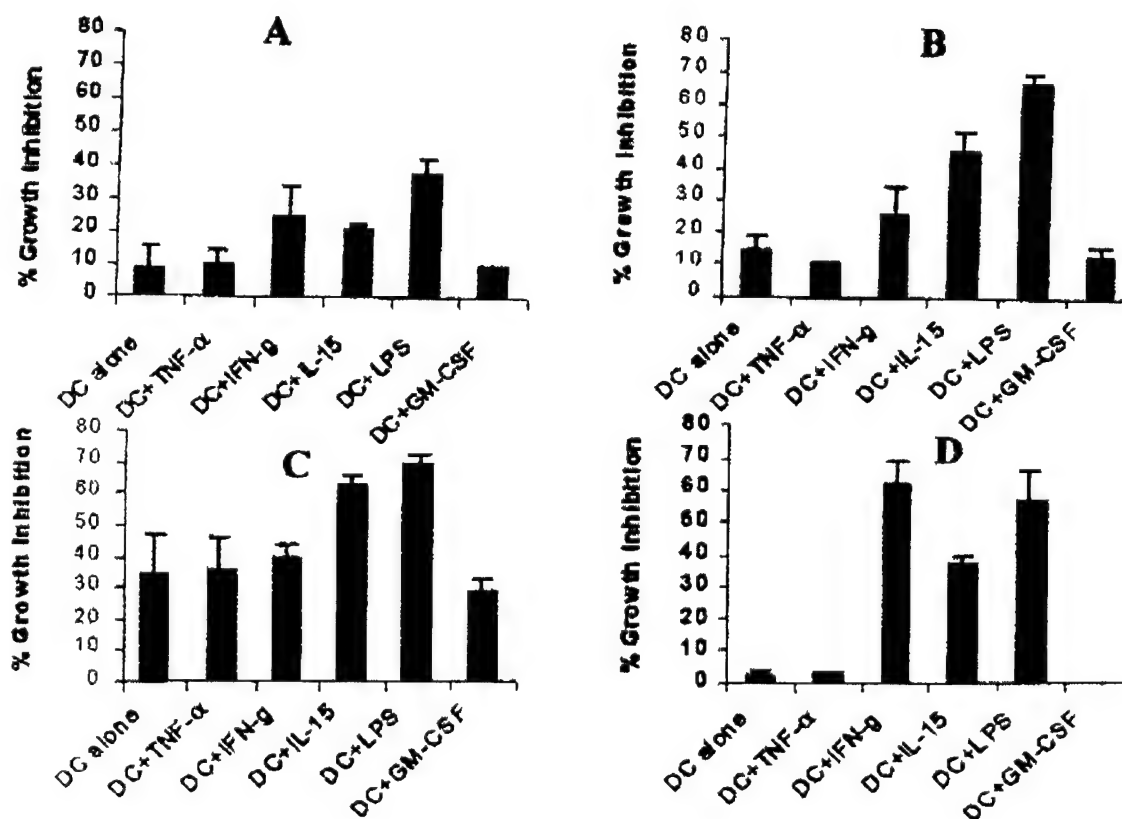 A
% Growth Inhibition
80
70
60
50
40
30
20
10
0
DC alone
DC+TNF-α
DC+IFN-g
DC+IL-15
DC+LPS
DC+GM-CSF
B
% Growth Inhibition
80
70
60
50
40
30
20
10
0
DC alone
DC+TNF-α
DC+IFN-g
DC+IL-15
DC+LPS
DC+GM-CSF
C
% Growth Inhibition
80
70
60
50
40
30
20
10
0
DC alone
DC+TNF-α
DC+IFN-g
DC+IL-15
DC+LPS
DC+GM-CSF
D
% Growth Inhibition
80
70
60
50
40
30
20
10
0
DC alone
DC+TNF-α
DC+IFN-g
DC+IL-15
DC+LPS
DC+GM-CSF